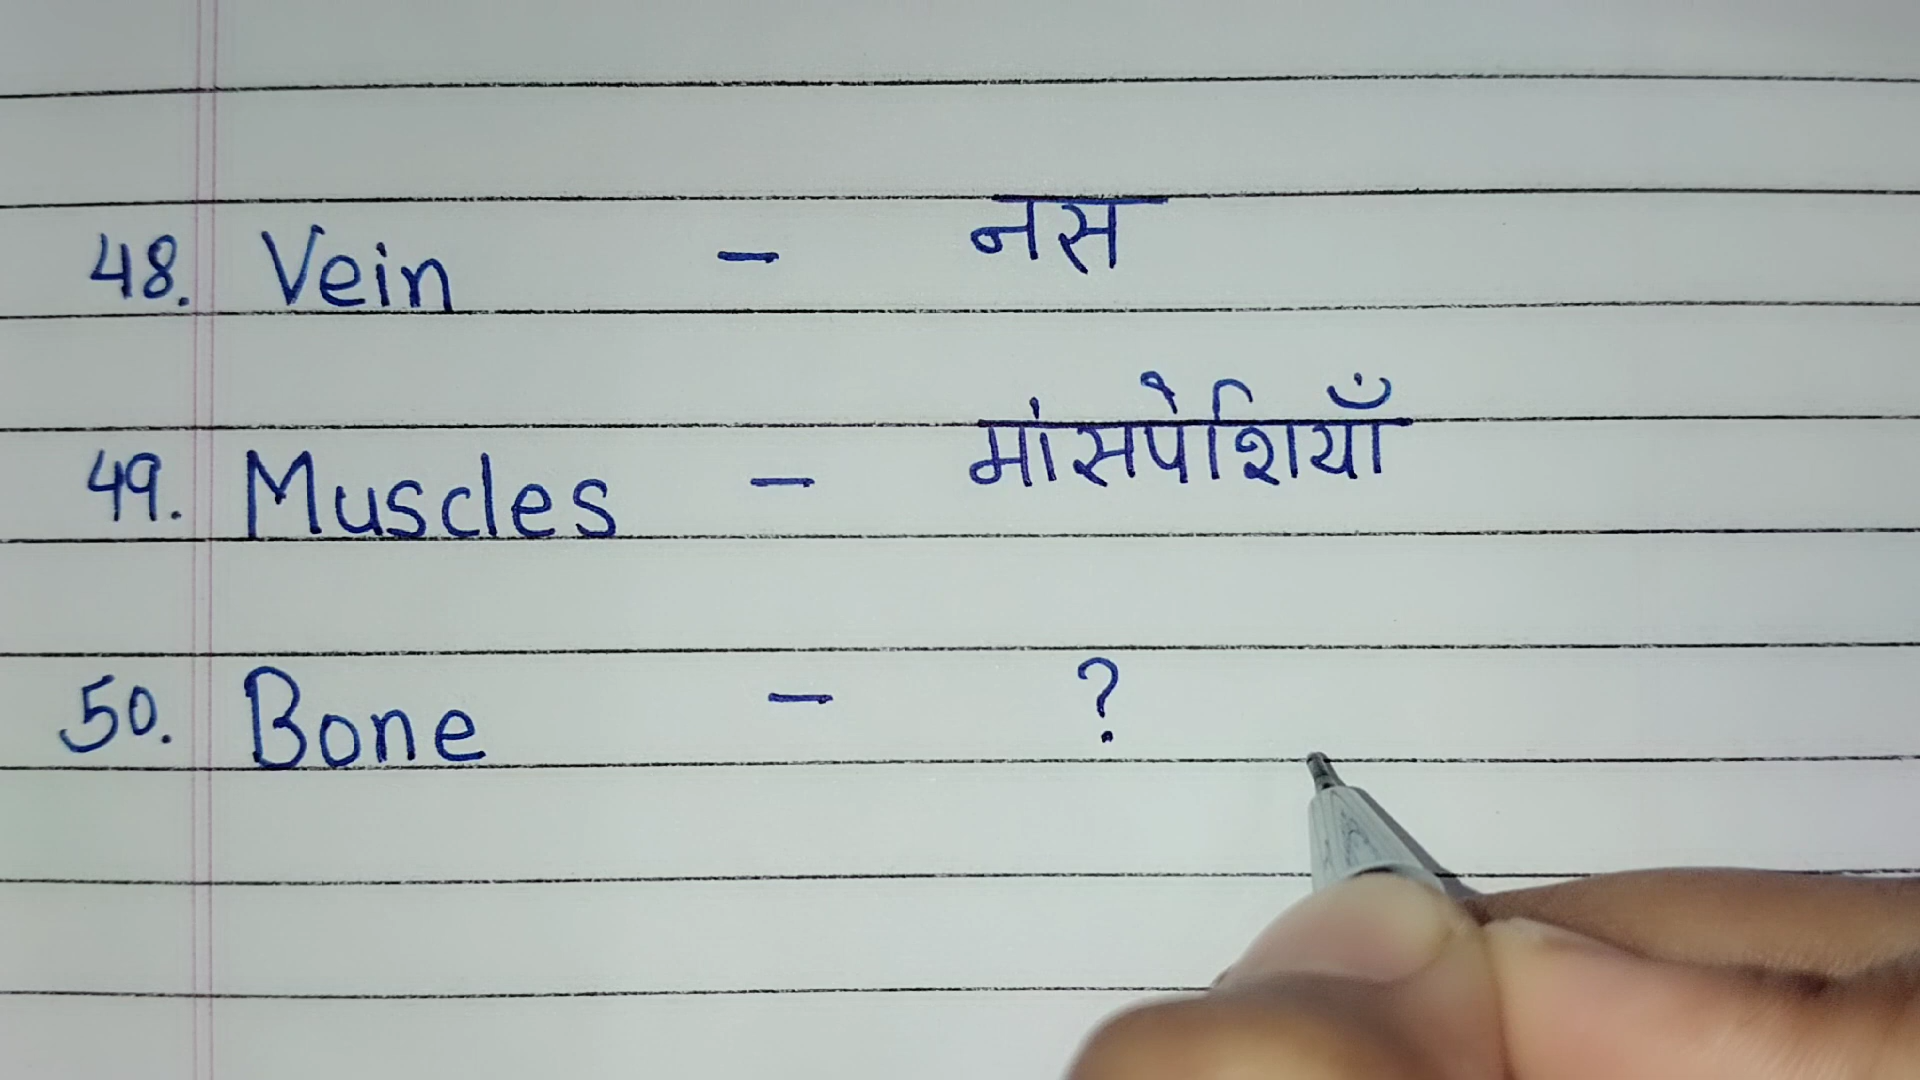 48. Vein - नस
49. Muscles - मांसपेशियाँ
50. Bone - ?